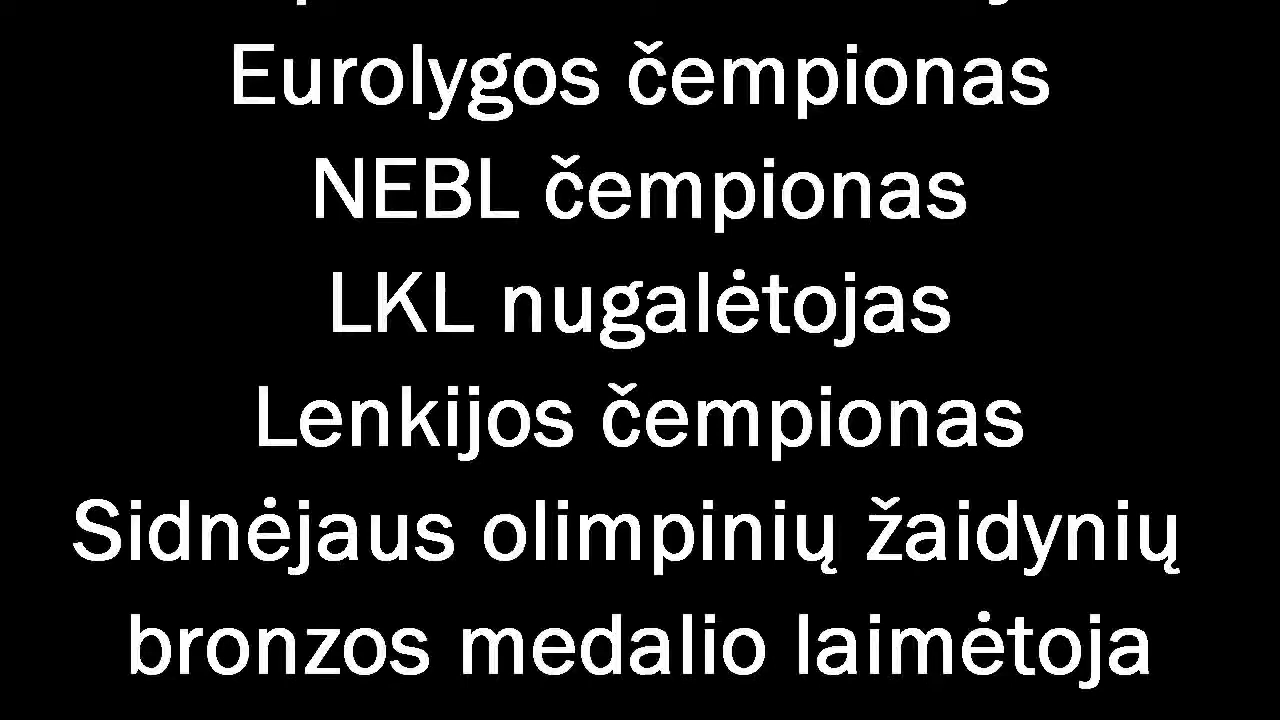 Eurolygos čempionas
NEBL čempionas
LKL nugalėtojas
Lenkijos čempionas
Sidnėjaus olimpinių žaidynių
bronzos medalio laimėtoja